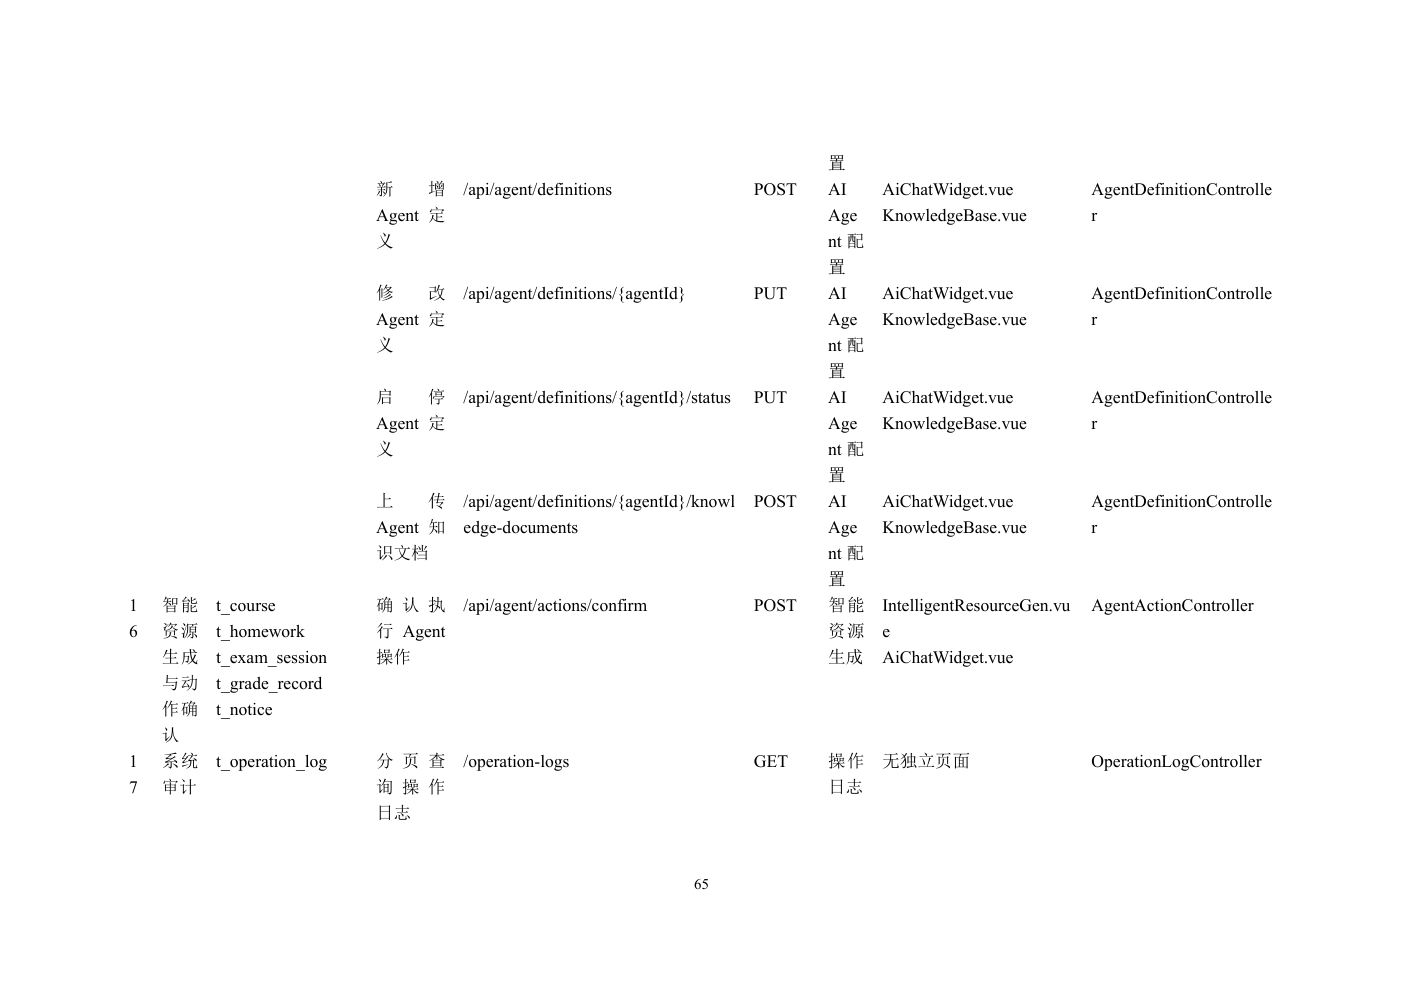 置
新 增 /api/agent/definitions POST AI AiChatWidget.vue AgentDefinitionControlle
Agent 定 Age KnowledgeBase.vue r
义 nt 配
置
修 改 /api/agent/definitions/{agentId} PUT AI AiChatWidget.vue AgentDefinitionControlle
Agent 定 Age KnowledgeBase.vue r
义 nt 配
置
启 停 /api/agent/definitions/{agentId}/status PUT AI AiChatWidget.vue AgentDefinitionControlle
Agent 定 Age KnowledgeBase.vue r
义 nt 配
置
上 传 /api/agent/definitions/{agentId}/knowl POST AI AiChatWidget.vue AgentDefinitionControlle
Agent 知 edge-documents Age KnowledgeBase.vue r
识文档 nt 配
置
1 智能 t_course 确 认 执 /api/agent/actions/confirm POST 智能 IntelligentResourceGen.vu AgentActionController
6 资源 t_homework 行 Agent 资源 e
生成 t_exam_session 操作 生成 AiChatWidget.vue
与动 t_grade_record
作确 t_notice
认
1 系统 t_operation_log 分 页 查 /operation-logs GET 操作 无独立页面 OperationLogController
7 审计 询 操 作 日志
日志
65